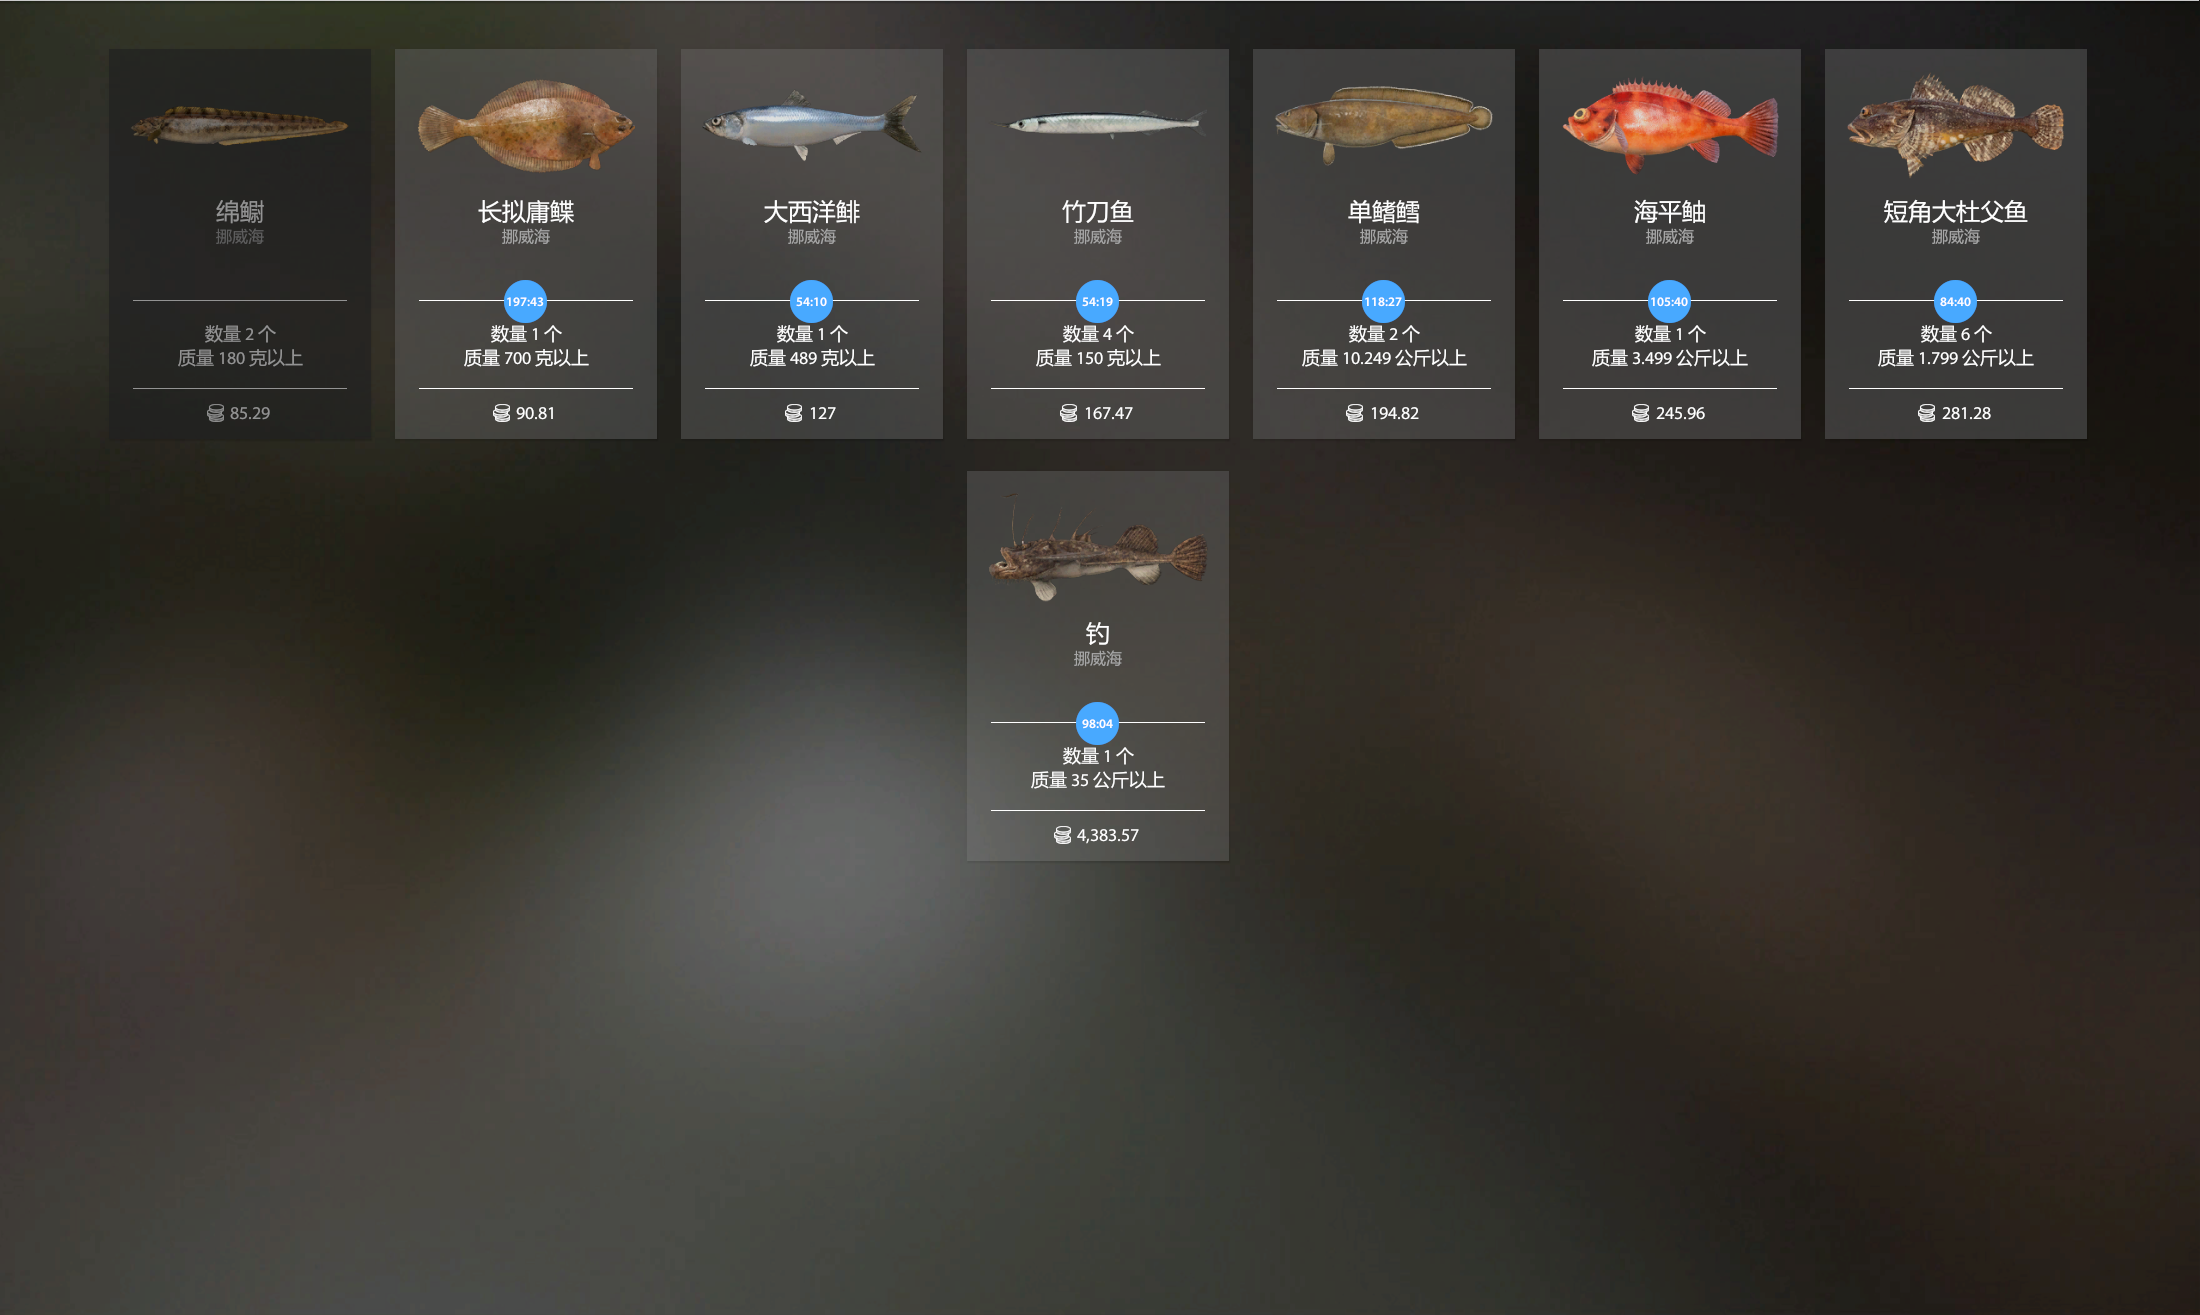 绵鳚
挪威海
数量 2 个
质量 180 克以上
85.29
长拟庸鲽
挪威海
197:43
数量 1 个
质量 700 克以上
90.81
大西洋鲱
挪威海
54:10
数量 1 个
质量 489 克以上
127
竹刀鱼
挪威海
54:19
数量 4 个
质量 150 克以上
167.47
单鳍鳕
挪威海
118:27
数量 2 个
质量 10.249 公斤以上
194.82
海平鲉
挪威海
105:40
数量 1 个
质量 3.499 公斤以上
245.96
短角大杜父鱼
挪威海
84:40
数量 6 个
质量 1.799 公斤以上
281.28
钓
挪威海
98:04
数量 1 个
质量 35 公斤以上
4,383.57